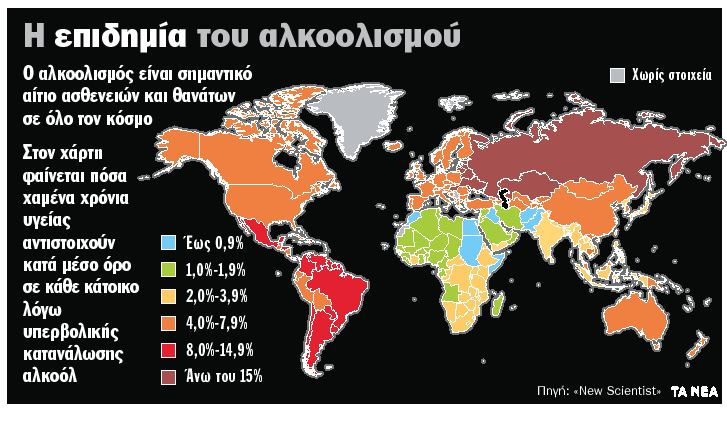 Η επιδημία του αλκοολισμού
Ο αλκοολισμός είναι σημαντικό
αίτιο ασθενειών και θανάτων
σε όλο τον κόσμο
Χωρίς στοιχεία
Στον χάρτη
φαίνεται πόσα
χαμένα χρόνια
υγείας
αντιστοιχούν
κατά μέσο όρο
σε κάθε κάτοικο
λόγω
υπερβολικής
κατανάλωσης
αλκοόλ
Έως 0,9%
1,0%-1,9%
2,0%-3,9%
4,0%-7,9%
8,0%-14,9%
Άνω του 15%
Πηγή: «New Scientist» ΤΑ ΝΕΑ